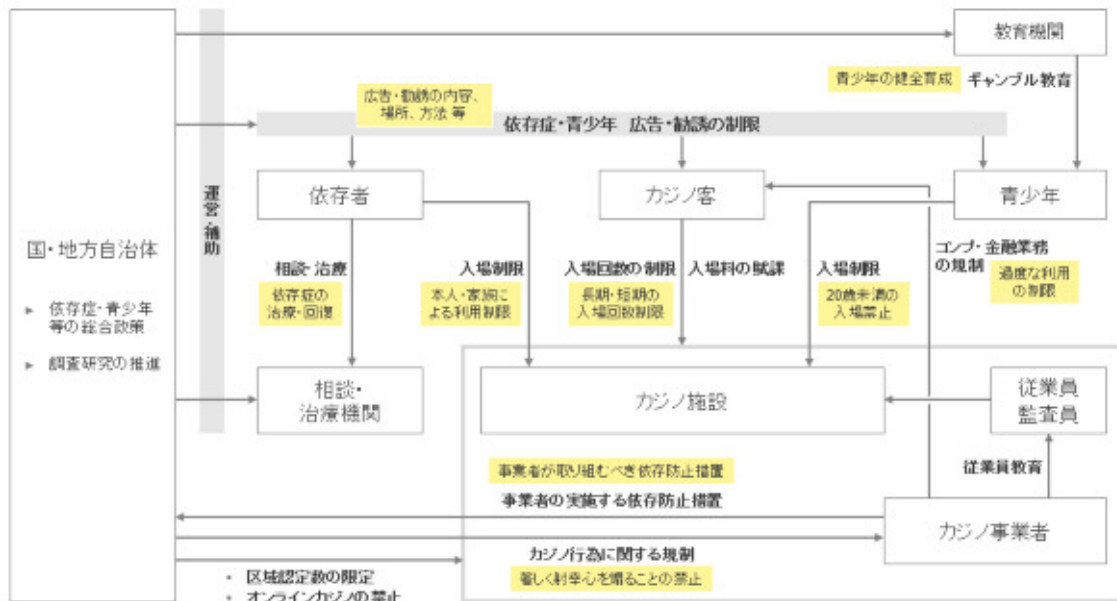 教育機関
青少年の健全育成
ギャンブル教育
広告・勧誘の内容、
場所、方法 等
依存症・青少年 広告・勧誘の制限
運営・補助
依存者
カジノ客
青少年
国・地方自治体
▶ 依存症・青少年
等の総合政策
▶ 調査研究の推進
相談・治療
依存症の
治療・回復
入場制限
本人・家族に
よる利用制限
入場回数の制限
長期・短期の
入場回数制限
入場料の賦課
入場制限
20歳未満の
入場禁止
コンプ・金融業務
の規制
過度な利用
の制限
相談・
治療機関
カジノ施設
従業員
監査員
従業員教育
事業者が取り組むべき依存防止措置
事業者の実施する依存防止措置
カジノ事業者
カジノ行為に関する規制
著しく射幸心を煽ることの禁止
・ 区域認定数の限定
・ オンラインカジノの禁止